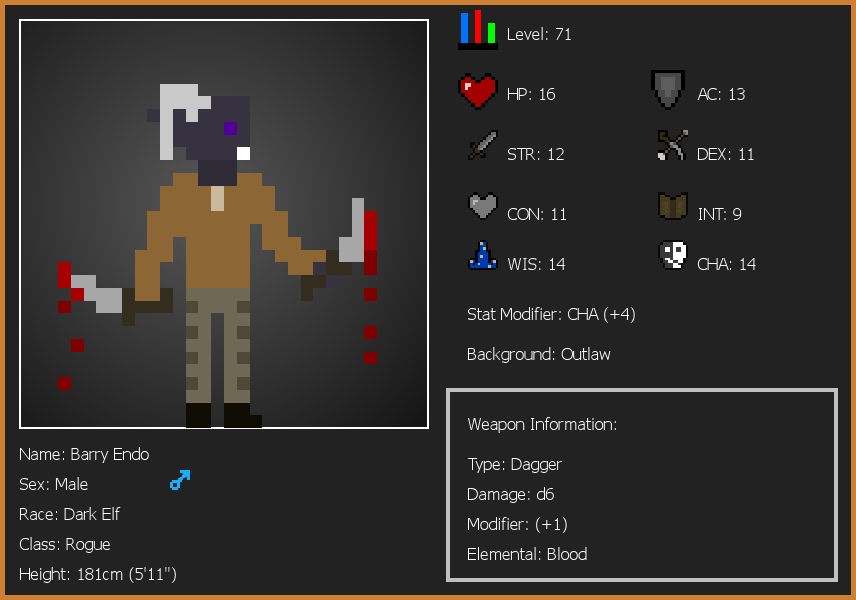 Level: 71
HP: 16
AC: 13
STR: 12
DEX: 11
CON: 11
INT: 9
WIS: 14
CHA: 14
Stat Modifier: CHA (+4)
Background: Outlaw
Weapon Information:
Type: Dagger
Damage: d6
Modifier: (+1)
Elemental: Blood
Name: Barry Endo
Sex: Male
Race: Dark Elf
Class: Rogue
Height: 181cm (5'11")